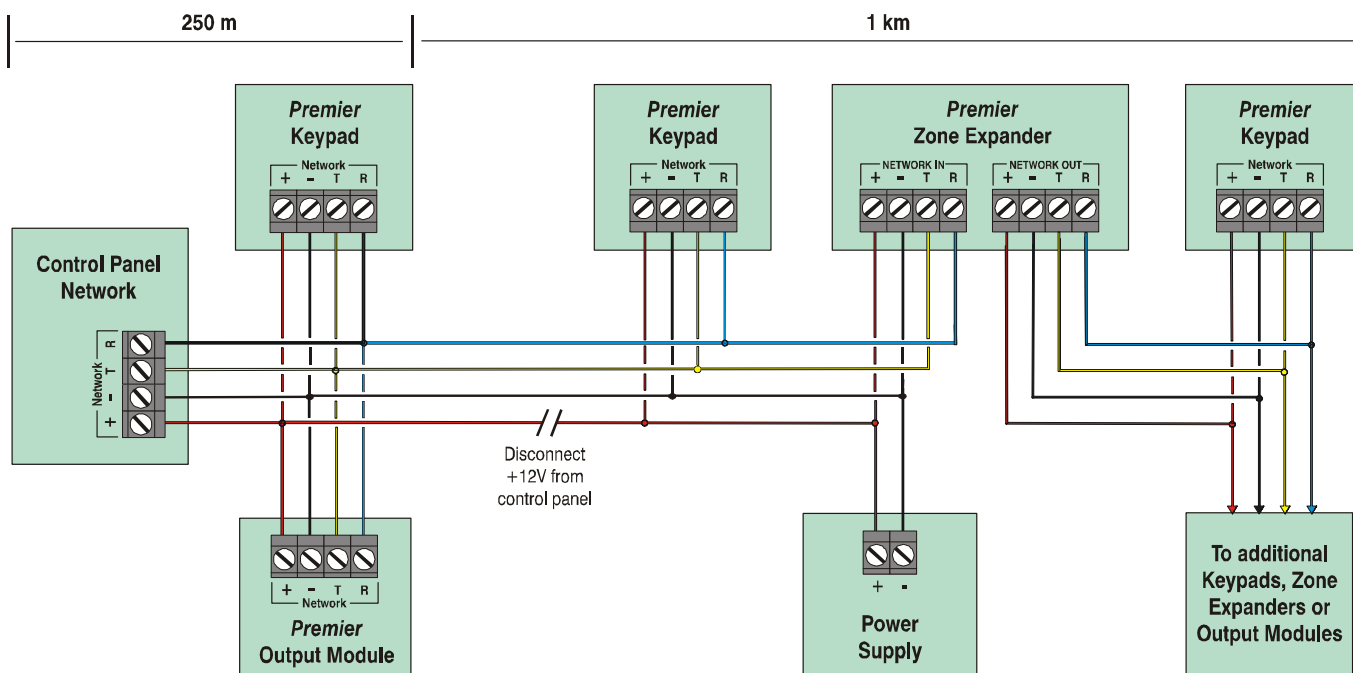 250 m
1 km
Premier
Keypad
Network
+ - T R
Premier
Keypad
Network
+ - T R
Premier
Zone Expander
NETWORK IN
+ - T R
NETWORK OUT
+ - T R
Premier
Keypad
Network
+ - T R
Control Panel
Network
Network
R
T
-
+
Disconnect
+12V from
control panel
+ - T R
Network
Premier
Output Module
+ -
Power
Supply
To additional
Keypads, Zone
Expanders or
Output Modules